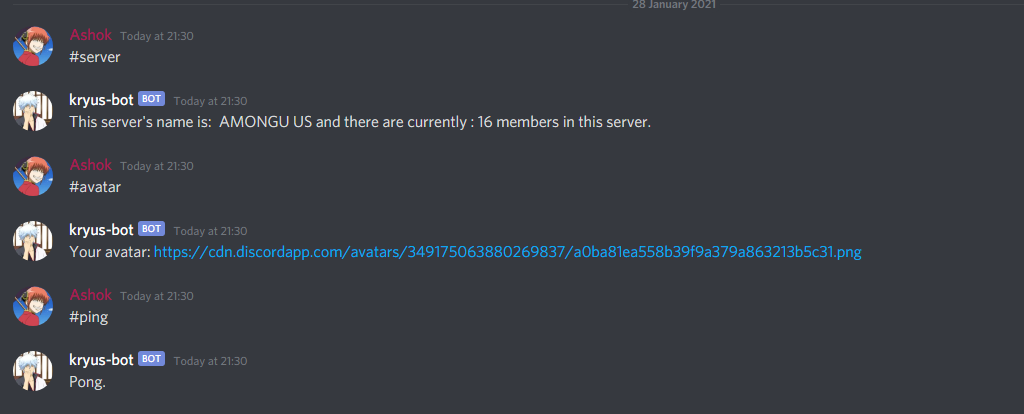 28 January 2021
Ashok Today at 21:30
#server
kryus-bot BOT Today at 21:30
This server's name is: AMONGU US and there are currently : 16 members in this server.
Ashok Today at 21:30
#avatar
kryus-bot BOT Today at 21:30
Your avatar: https://cdn.discordapp.com/avatars/349175063880269837/a0ba81ea558b39f9a379a863213b5c31.png
Ashok Today at 21:30
#ping
kryus-bot BOT Today at 21:30
Pong.